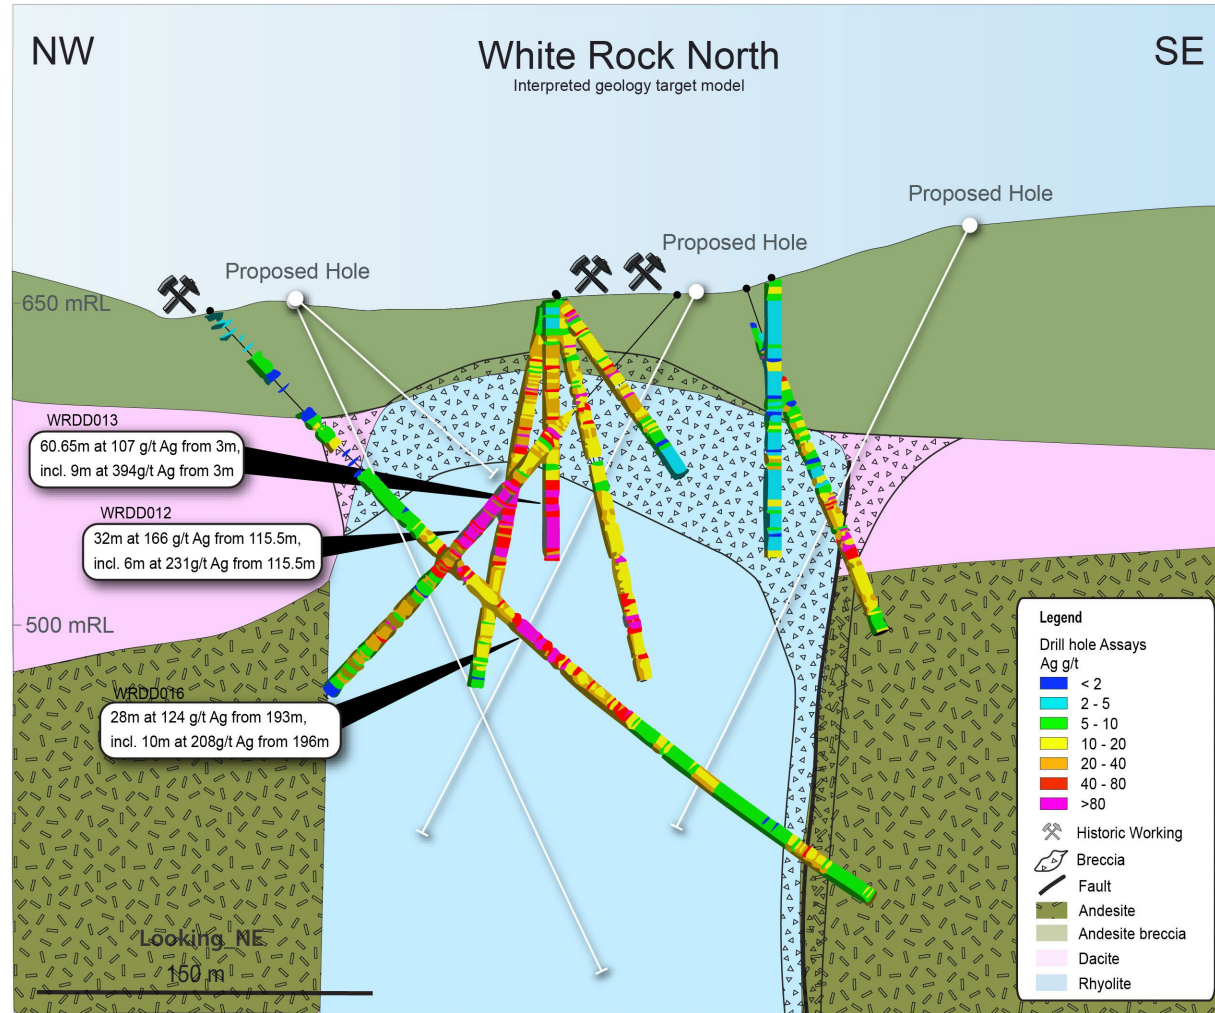 NW
White Rock North
SE
Interpreted geology target model
Proposed Hole
Proposed Hole
Proposed Hole
650 mRL
WRDD013
60.65m at 107 g/t Ag from 3m,
incl. 9m at 394g/t Ag from 3m
WRDD012
32m at 166 g/t Ag from 115.5m,
incl. 6m at 231g/t Ag from 115.5m
500 mRL
WRDD016
28m at 124 g/t Ag from 193m,
incl. 10m at 208g/t Ag from 196m
Looking NE
150 m
Legend
Drill hole Assays
Ag g/t
< 2
2 - 5
5 - 10
10 - 20
20 - 40
40 - 80
>80
Historic Working
Breccia
Fault
Andesite
Andesite breccia
Dacite
Rhyolite